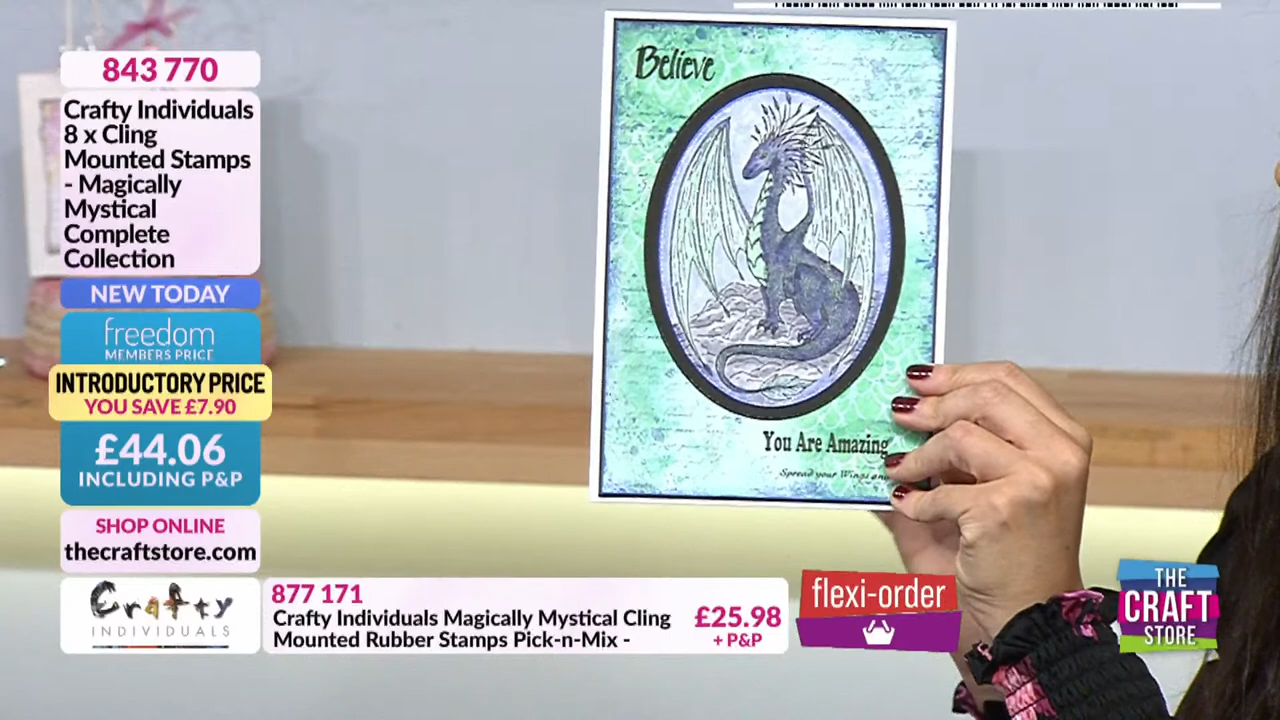 843 770
Crafty Individuals
8 x Cling
Mounted Stamps
- Magically
Mystical
Complete
Collection
NEW TODAY
freedom
MEMBERS PRICE
INTRODUCTORY PRICE
YOU SAVE £7.90
£44.06
INCLUDING P&P
SHOP ONLINE
thecraftstore.com
Crafty
INDIVIDUALS
877 171
Crafty Individuals Magically Mystical Cling
Mounted Rubber Stamps Pick-n-Mix -
£25.98
+ P&P
flexi-order
THE
CRAFT
STORE
Believe
You Are Amazing
Spread your Wings and